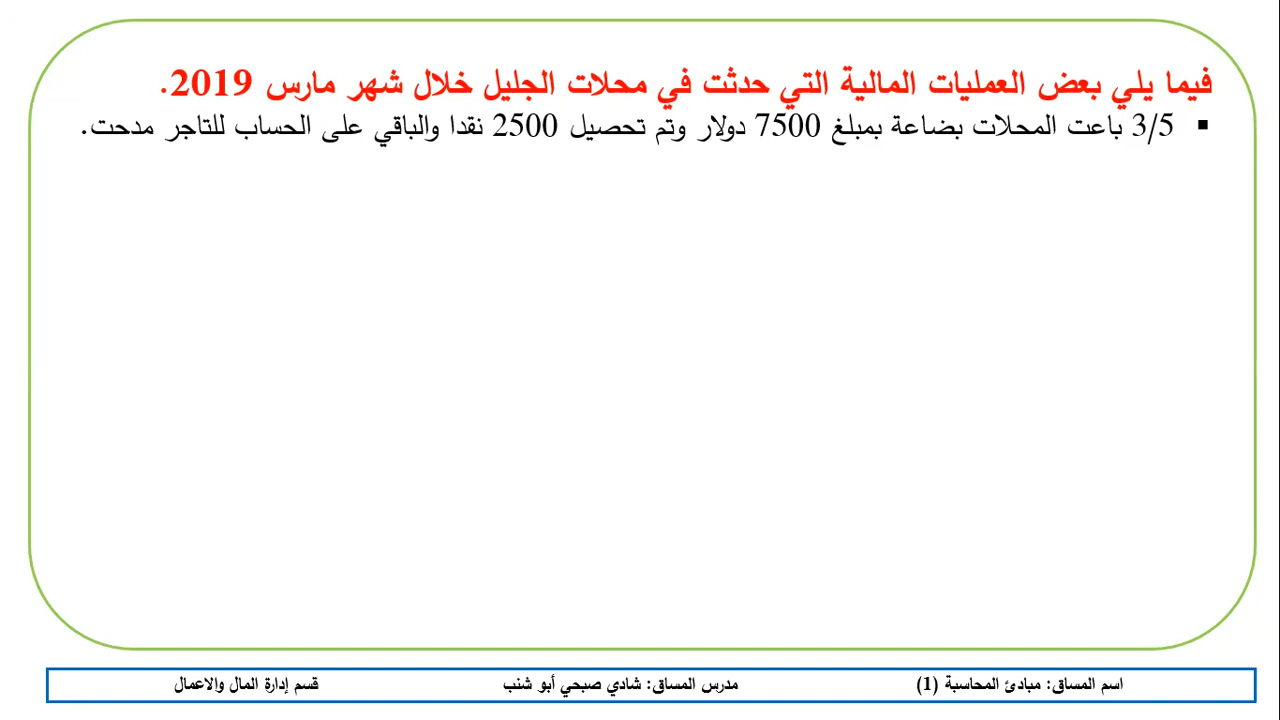 فيما يلي بعض العمليات المالية التي حدثت في محلات الجليل خلال شهر مارس 2019.
▪ 3/5 باعت المحلات بضاعة بمبلغ 7500 دولار وتم تحصيل 2500 نقدا والباقي على الحساب للتاجر مدحت.
اسم المساق: مبادئ المحاسبة (1) مدرس المساق: شادي صبحي أبو شنب قسم إدارة المال والاعمال